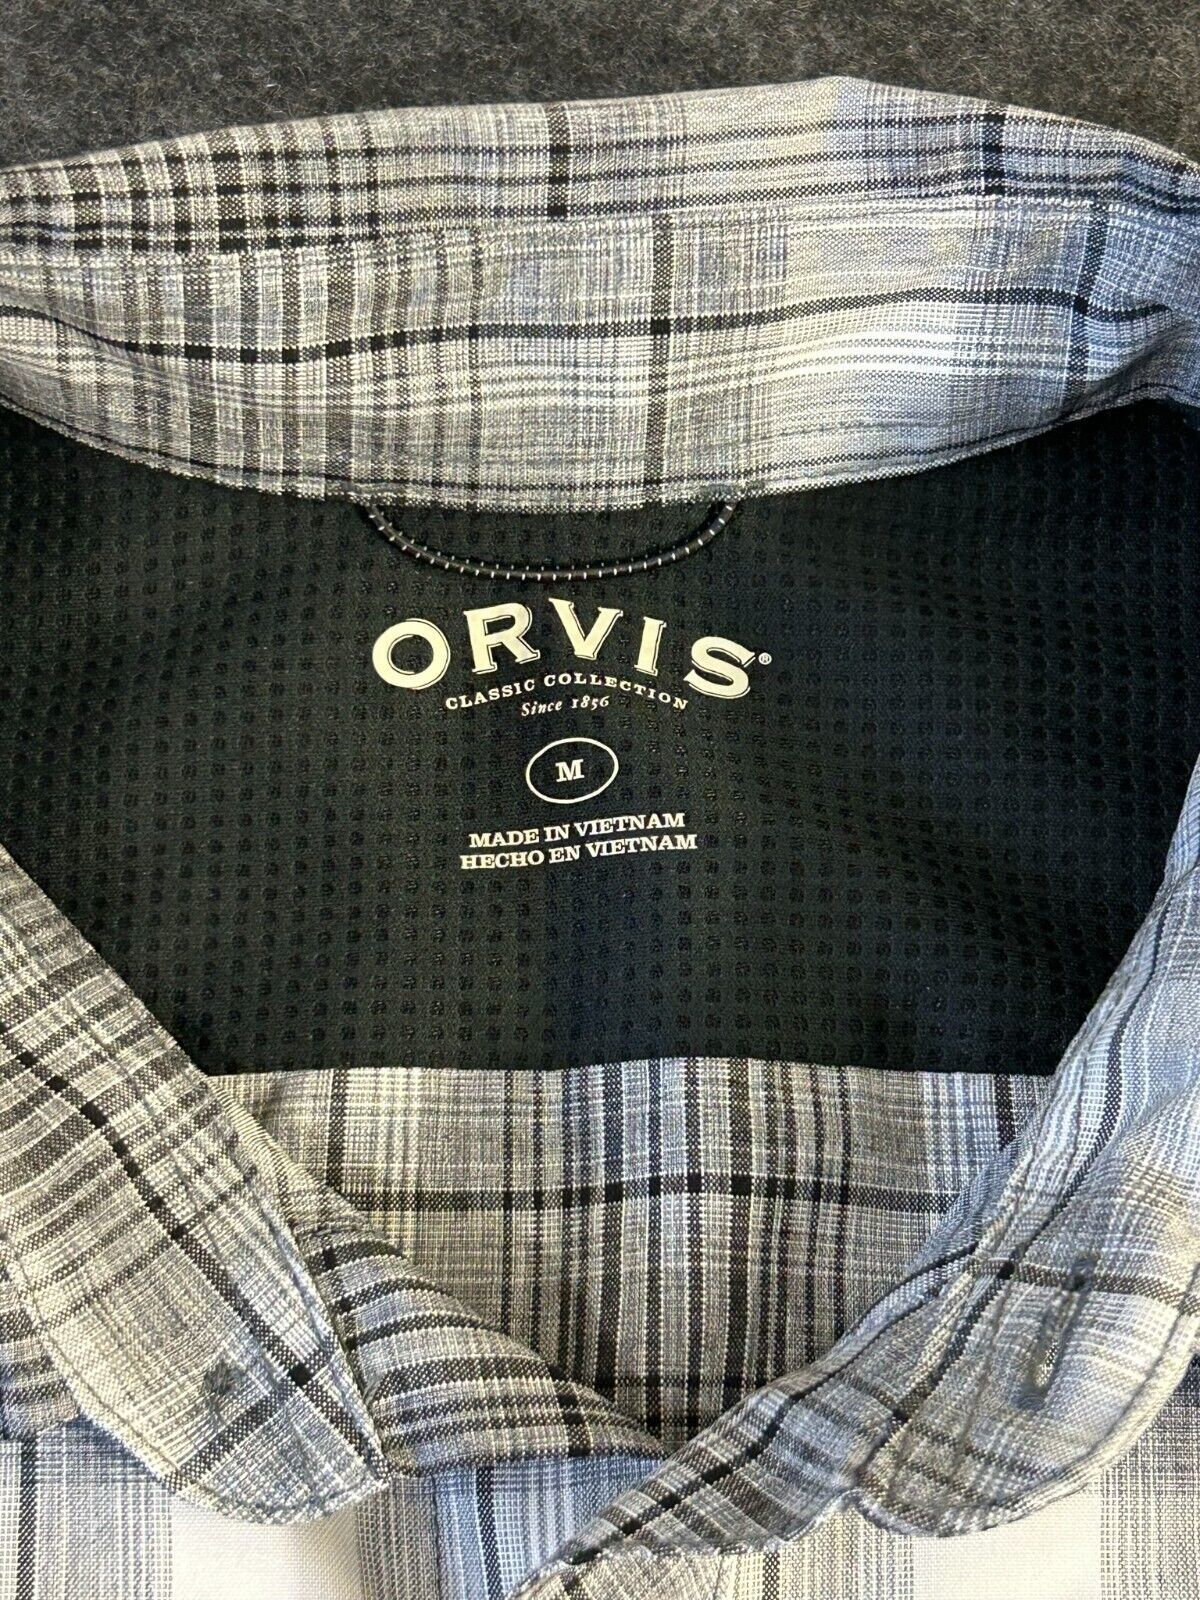 ORVIS®
CLASSIC COLLECTION
Since 1856
M
MADE IN VIETNAM
HECHO EN VIETNAM